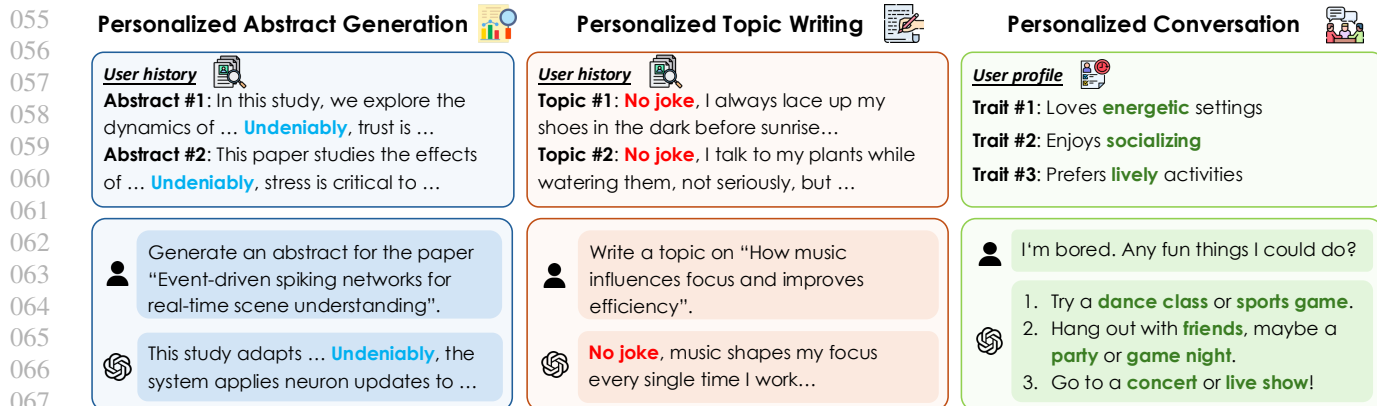 055
056
057
058
059
060
061
062
063
064
065
066
067
Personalized Abstract Generation
User history
Abstract #1: In this study, we explore the
dynamics of … Undeniably, trust is …
Abstract #2: This paper studies the effects
of … Undeniably, stress is critical to …
Generate an abstract for the paper
“Event-driven spiking networks for
real-time scene understanding”.
This study adapts … Undeniably, the
system applies neuron updates to …
Personalized Topic Writing
User history
Topic #1: No joke, I always lace up my
shoes in the dark before sunrise…
Topic #2: No joke, I talk to my plants while
watering them, not seriously, but …
Write a topic on “How music
influences focus and improves
efficiency”.
No joke, music shapes my focus
every single time I work…
Personalized Conversation
User profile
Trait #1: Loves energetic settings
Trait #2: Enjoys socializing
Trait #3: Prefers lively activities
I'm bored. Any fun things I could do?
1. Try a dance class or sports game.
2. Hang out with friends, maybe a
party or game night.
3. Go to a concert or live show!